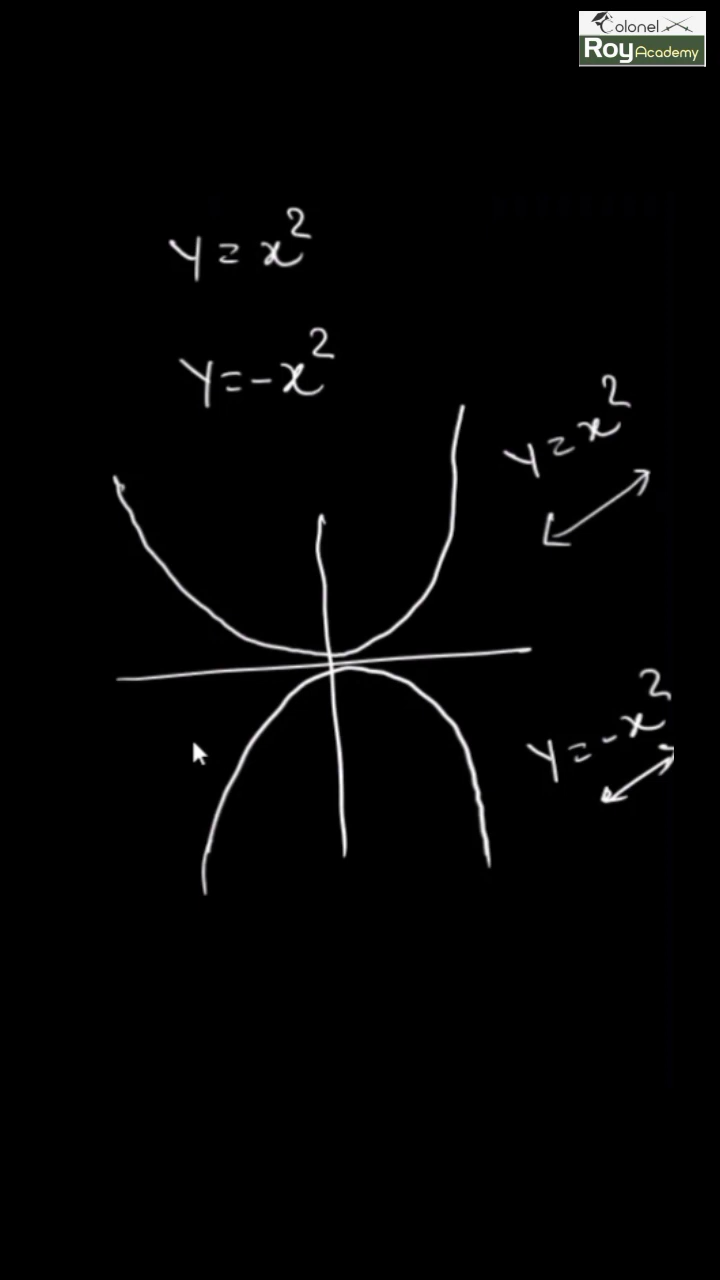 Colonel
Roy Academy
y = x²
y = -x²
y = x²
y = -x²